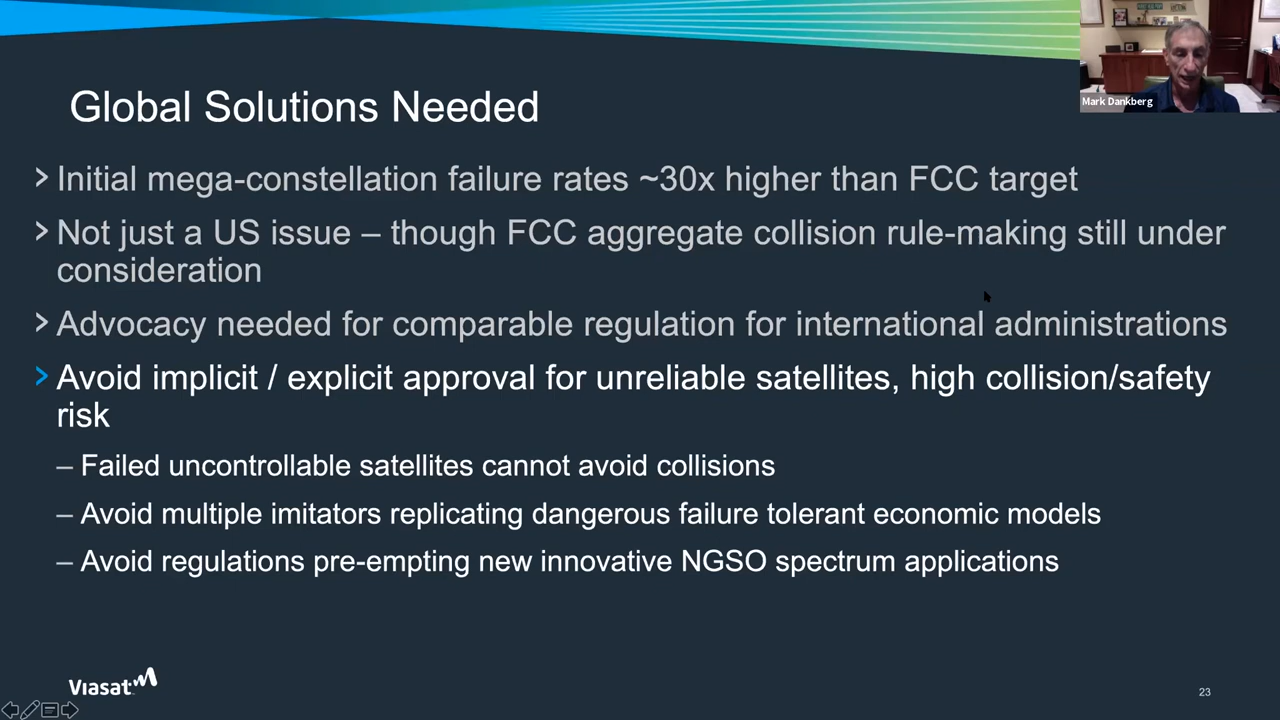 Mark Dankberg
Global Solutions Needed
Initial mega-constellation failure rates ~30x higher than FCC target
Not just a US issue – though FCC aggregate collision rule-making still under
consideration
Advocacy needed for comparable regulation for international administrations
Avoid implicit / explicit approval for unreliable satellites, high collision/safety
risk
– Failed uncontrollable satellites cannot avoid collisions
– Avoid multiple imitators replicating dangerous failure tolerant economic models
– Avoid regulations pre-empting new innovative NGSO spectrum applications
Viasat
23